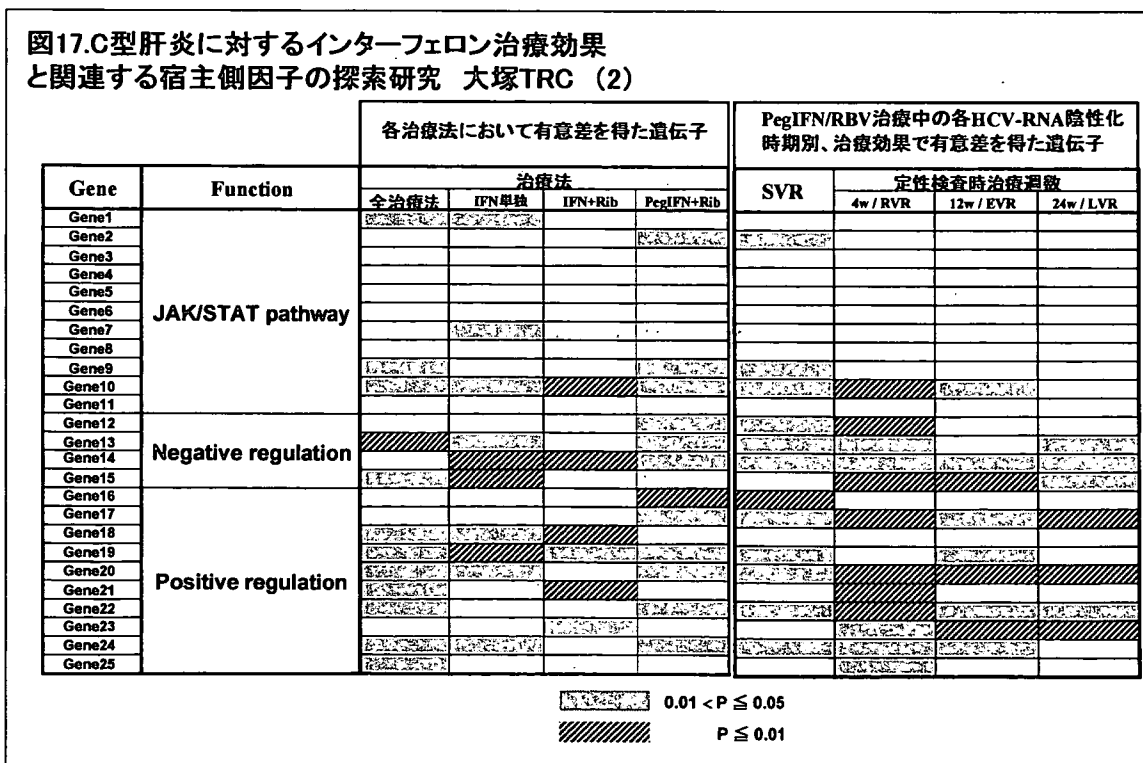 図17.C型肝炎に対するインターフェロン治療効果
と関連する宿主側因子の探索研究 大塚TRC (2)
各治療法において有意差を得た遺伝子
PegIFN/RBV治療中の各HCV-RNA陰性化
時期別、治療効果で有意差を得た遺伝子
Gene Function 治療法 SVR 定性検査時治療週数
全治療法 IFN単独 IFN+Rib PegIFN+Rib 4w / RVR 12w / EVR 24w / LVR
Gene1
Gene2
Gene3
Gene4
Gene5
Gene6
JAK/STAT pathway
Gene7
Gene8
Gene9
Gene10
Gene11
Gene12
Gene13
Negative regulation
Gene14
Gene15
Gene16
Gene17
Gene18
Gene19
Gene20
Positive regulation
Gene21
Gene22
Gene23
Gene24
Gene25
0.01 < P ≦ 0.05
P ≦ 0.01